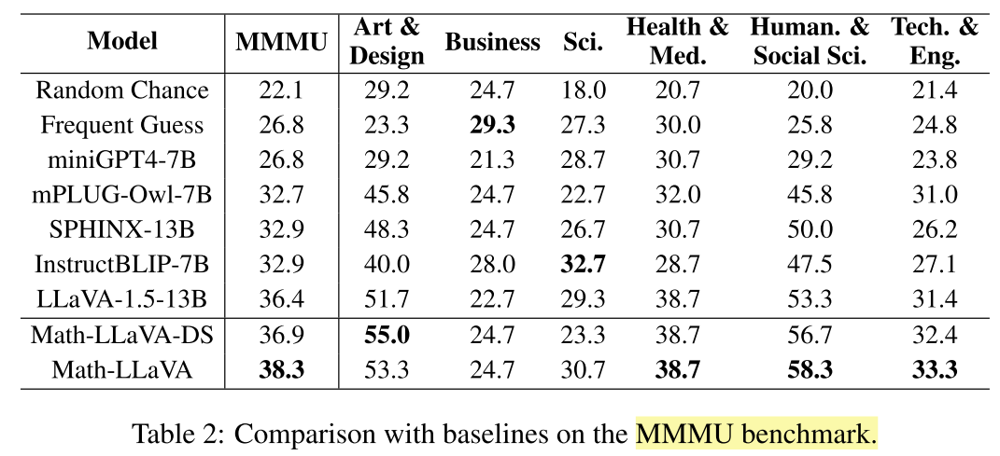 Model MMMU Art & Design Business Sci. Health & Med. Human. & Social Sci. Tech. & Eng.
Random Chance 22.1 29.2 24.7 18.0 20.7 20.0 21.4
Frequent Guess 26.8 23.3 29.3 27.3 30.0 25.8 24.8
miniGPT4-7B 26.8 29.2 21.3 28.7 30.7 29.2 23.8
mPLUG-Owl-7B 32.7 45.8 24.7 22.7 32.0 45.8 31.0
SPHINX-13B 32.9 48.3 24.7 26.7 30.7 50.0 26.2
InstructBLIP-7B 32.9 40.0 28.0 32.7 28.7 47.5 27.1
LLaVA-1.5-13B 36.4 51.7 22.7 29.3 38.7 53.3 31.4
Math-LLaVA-DS 36.9 55.0 24.7 23.3 38.7 56.7 32.4
Math-LLaVA 38.3 53.3 24.7 30.7 38.7 58.3 33.3
Table 2: Comparison with baselines on the MMMU benchmark.